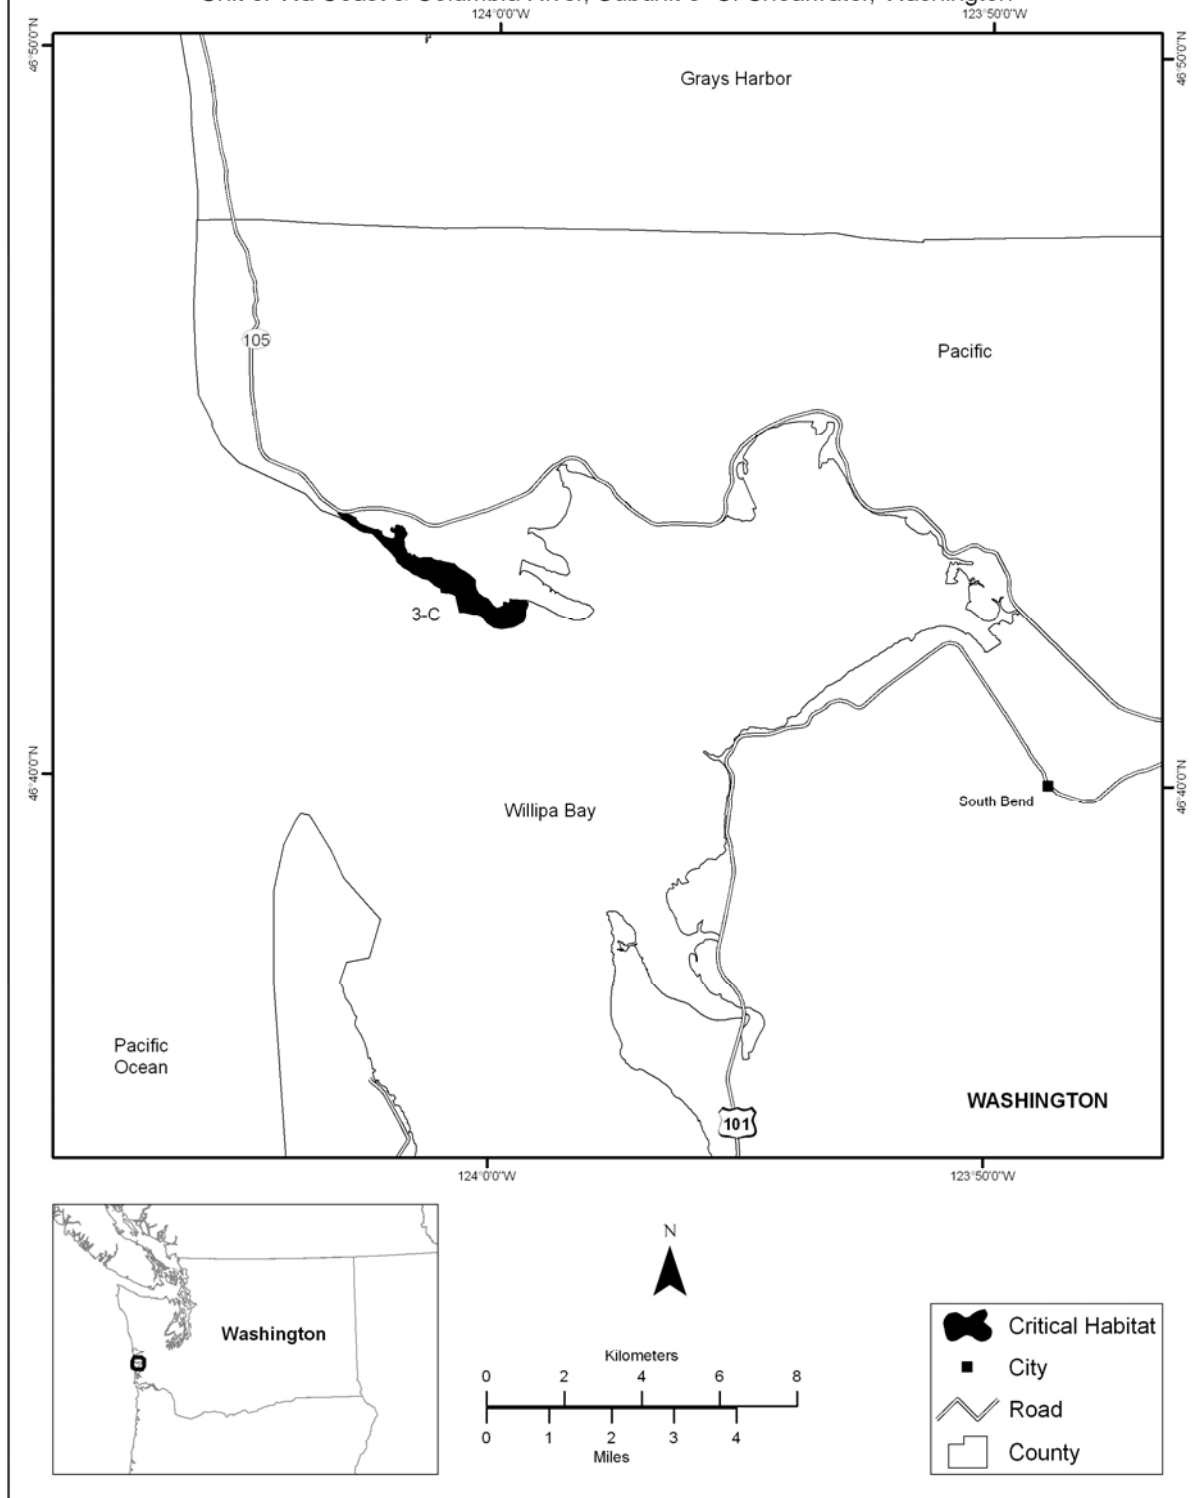 124°0'0"W
123°50'0"W
46°50'0"N
46°50'0"N
Grays Harbor
105
Pacific
3-C
46°40'0"N
46°40'0"N
South Bend
Willipa Bay
Pacific
Ocean
WASHINGTON
101
124°0'0"W
123°50'0"W
Washington
N
Kilometers
0 2 4 6 8
0 1 2 3 4
Miles
Critical Habitat
City
Road
County